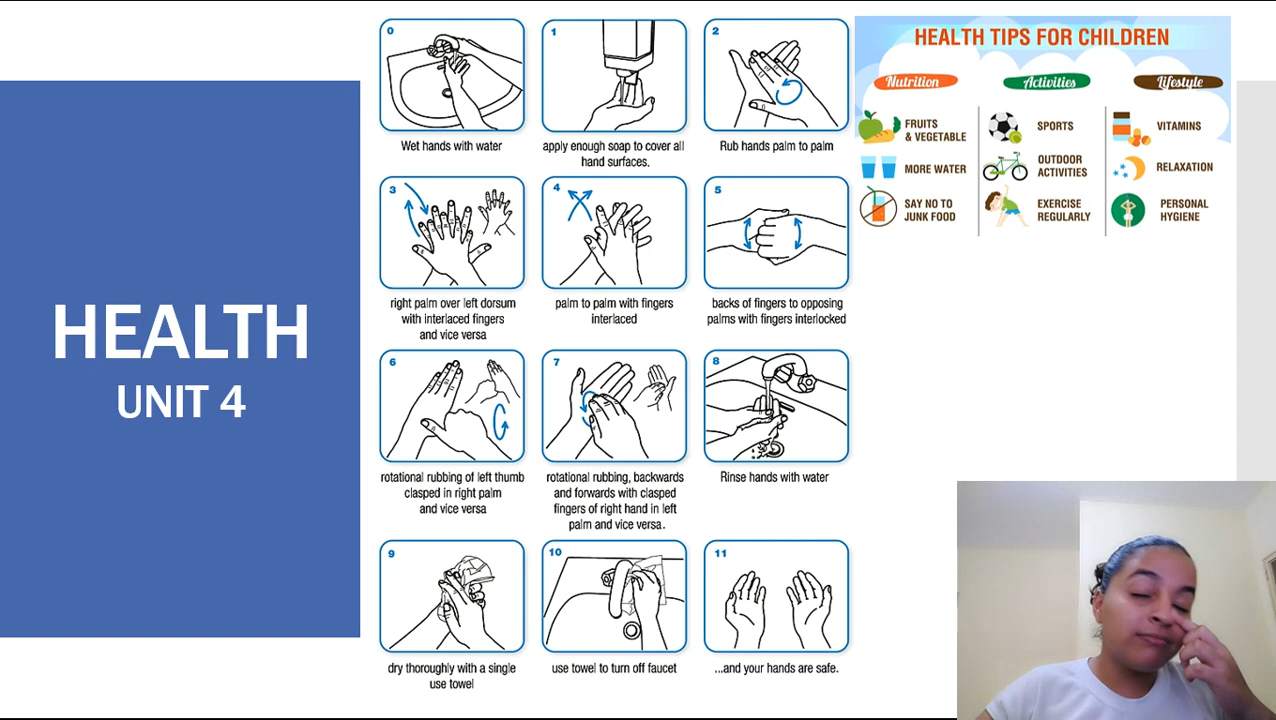 HEALTH
UNIT 4
0
Wet hands with water
1
apply enough soap to cover all
hand surfaces.
2
Rub hands palm to palm
3
right palm over left dorsum
with interlaced fingers
and vice versa
4
palm to palm with fingers
interlaced
5
backs of fingers to opposing
palms with fingers interlocked
6
rotational rubbing of left thumb
clasped in right palm
and vice versa
7
rotational rubbing, backwards
and forwards with clasped
fingers of right hand in left
palm and vice versa.
8
Rinse hands with water
9
dry thoroughly with a single
use towel
10
use towel to turn off faucet
11
...and your hands are safe.
HEALTH TIPS FOR CHILDREN
Nutrition
FRUITS
& VEGETABLE
MORE WATER
SAY NO TO
JUNK FOOD
Activities
SPORTS
OUTDOOR
ACTIVITIES
EXERCISE
REGULARLY
Lifestyle
VITAMINS
RELAXATION
PERSONAL
HYGIENE